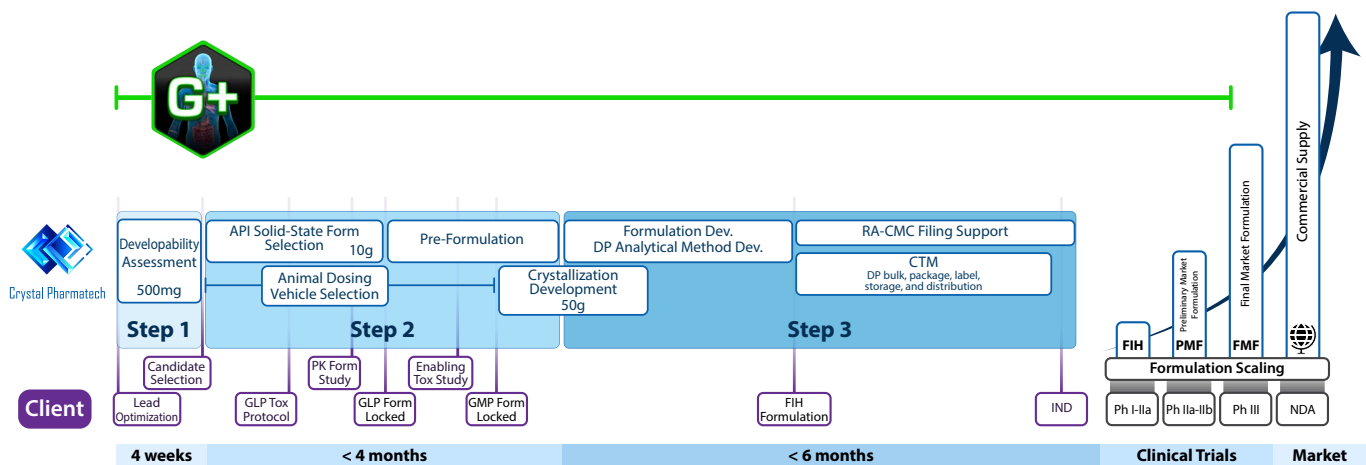 G+
Crystal Pharmatech
Developability
Assessment
500mg
API Solid-State Form
Selection
10g
Pre-Formulation
Animal Dosing
Vehicle Selection
Crystallization
Development
50g
Formulation Dev.
DP Analytical Method Dev.
RA-CMC Filing Support
CTM
DP bulk, package, label,
storage, and distribution
Step 1
Step 2
Step 3
Client
Lead
Optimization
Candidate
Selection
GLP Tox
Protocol
PK Form
Study
GLP Form
Locked
Enabling
Tox Study
GMP Form
Locked
FIH
Formulation
IND
FIH
Preliminary Market
Formulation
PMF
Final Market Formulation
FMF
Commercial Supply
Formulation Scaling
Ph I-IIa
Ph IIa-IIb
Ph III
NDA
4 weeks
< 4 months
< 6 months
Clinical Trials
Market